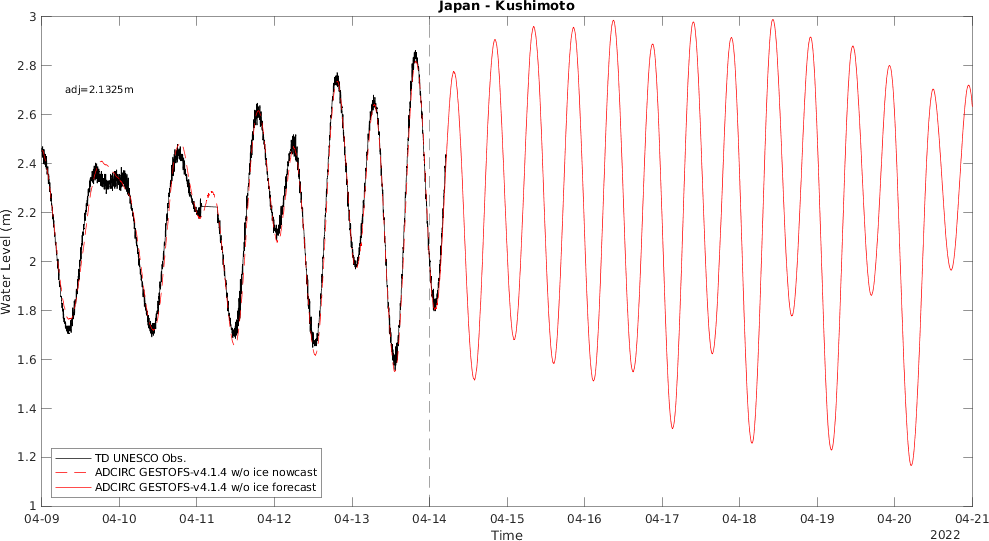 Japan - Kushimoto
3
2.8
2.6
2.4
2.2
2
1.8
1.6
1.4
1.2
1
Water Level (m)
adj=2.1325m
TD UNESCO Obs.
ADCIRC GESTOFS-v4.1.4 w/o ice nowcast
ADCIRC GESTOFS-v4.1.4 w/o ice forecast
04-09 04-10 04-11 04-12 04-13 04-14 04-15 04-16 04-17 04-18 04-19 04-20 04-21
Time
2022